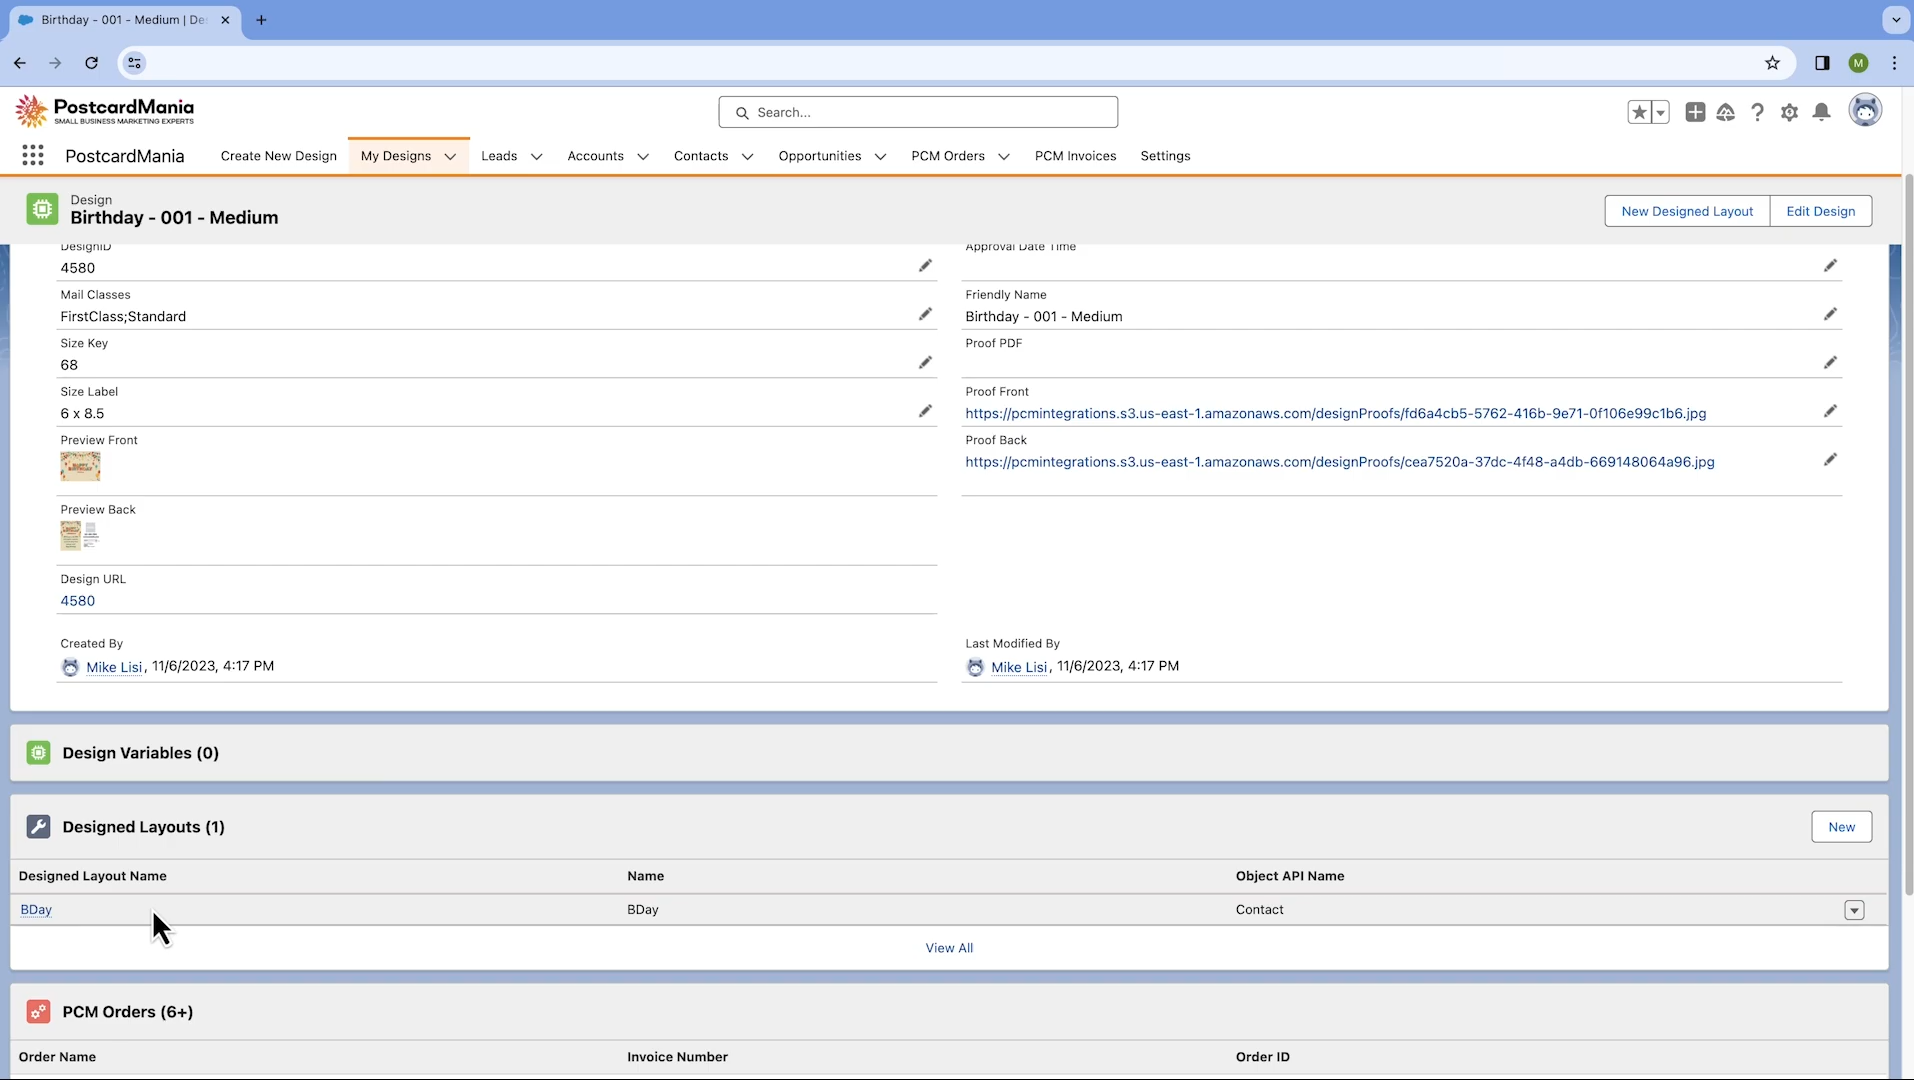 Birthday - 001 - Medium | De
M
PostcardMania
SMALL BUSINESS MARKETING EXPERTS
Search...
PostcardMania
Create New Design
My Designs
Leads
Accounts
Contacts
Opportunities
PCM Orders
PCM Invoices
Settings
Design
Birthday - 001 - Medium
New Designed Layout
Edit Design
DesignID
4580
Approval Date Time
Mail Classes
FirstClass;Standard
Friendly Name
Birthday - 001 - Medium
Size Key
68
Proof PDF
Size Label
6 x 8.5
Proof Front
https://pcmintegrations.s3.us-east-1.amazonaws.com/designProofs/fd6a4cb5-5762-416b-9e71-0f106e99c1b6.jpg
Preview Front
HAPPY
BIRTHDAY
Proof Back
https://pcmintegrations.s3.us-east-1.amazonaws.com/designProofs/cea7520a-37dc-4f48-a4db-669148064a96.jpg
Preview Back
Design URL
4580
Created By
Mike Lisi, 11/6/2023, 4:17 PM
Last Modified By
Mike Lisi, 11/6/2023, 4:17 PM
Design Variables (0)
Designed Layouts (1)
New
Designed Layout Name
Name
Object API Name
BDay
BDay
Contact
View All
PCM Orders (6+)
Order Name
Invoice Number
Order ID